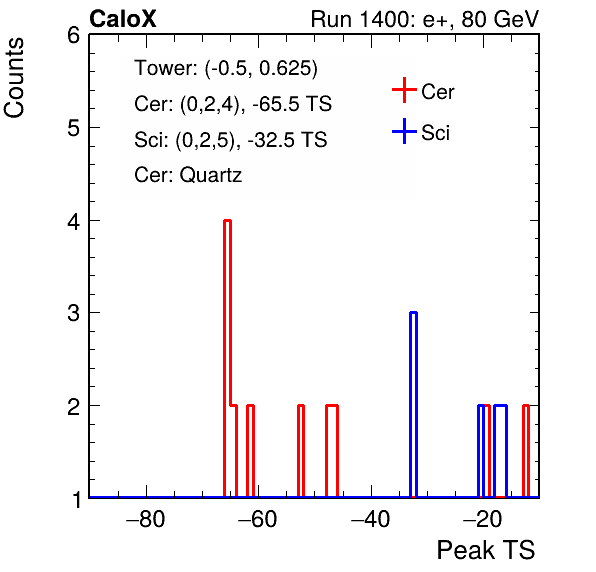 CaloX Run 1400: e+, 80 GeV
Counts
6
5
4
3
2
1
Tower: (-0.5, 0.625)
Cer: (0,2,4), -65.5 TS
Sci: (0,2,5), -32.5 TS
Cer: Quartz
Cer
Sci
−80 −60 −40 −20
Peak TS